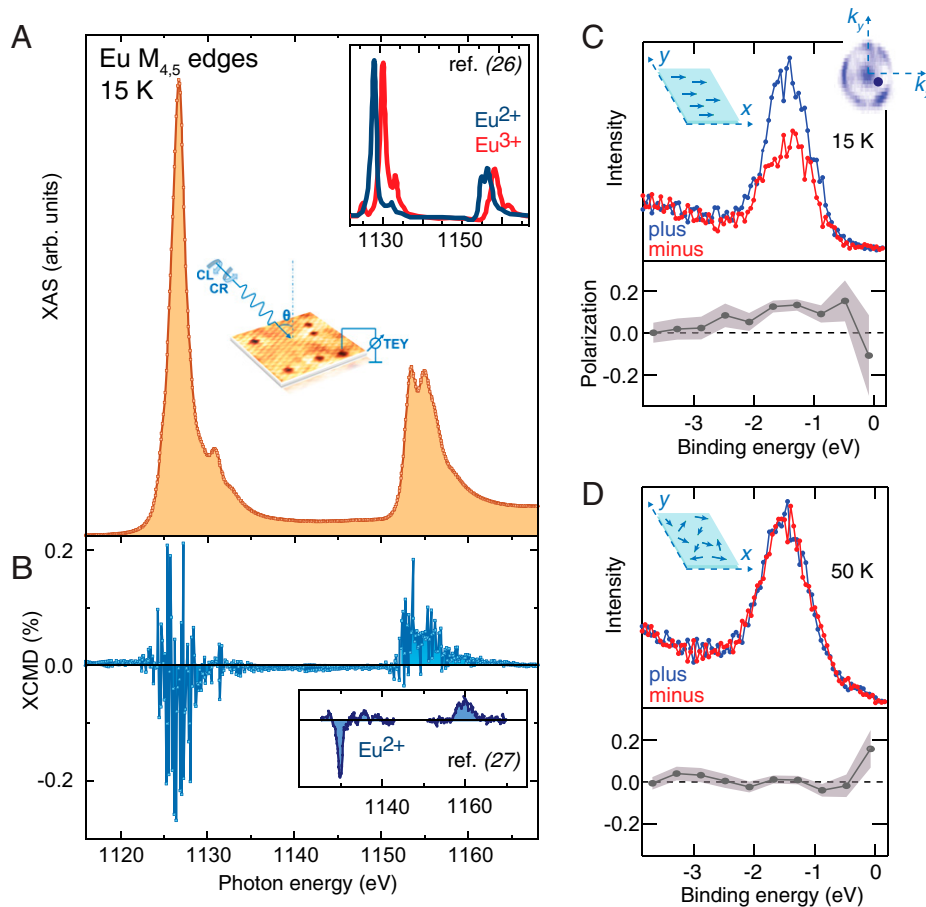 A
Eu M4,5 edges
15 K
ref. (26)
Eu2+
Eu3+
1130
1150
XAS (arb. units)
CL
CR
θ
TEY
B
XCMD (%)
0.2
0.0
-0.2
Eu2+
ref. (27)
1140
1160
1120
1130
1140
1150
1160
Photon energy (eV)
C
y
x
ky
k
15 K
Intensity
plus
minus
Polarization
0.2
0.0
-0.2
-3
-2
-1
0
Binding energy (eV)
D
y
x
50 K
Intensity
plus
minus
0.2
0.0
-0.2
-3
-2
-1
0
Binding energy (eV)